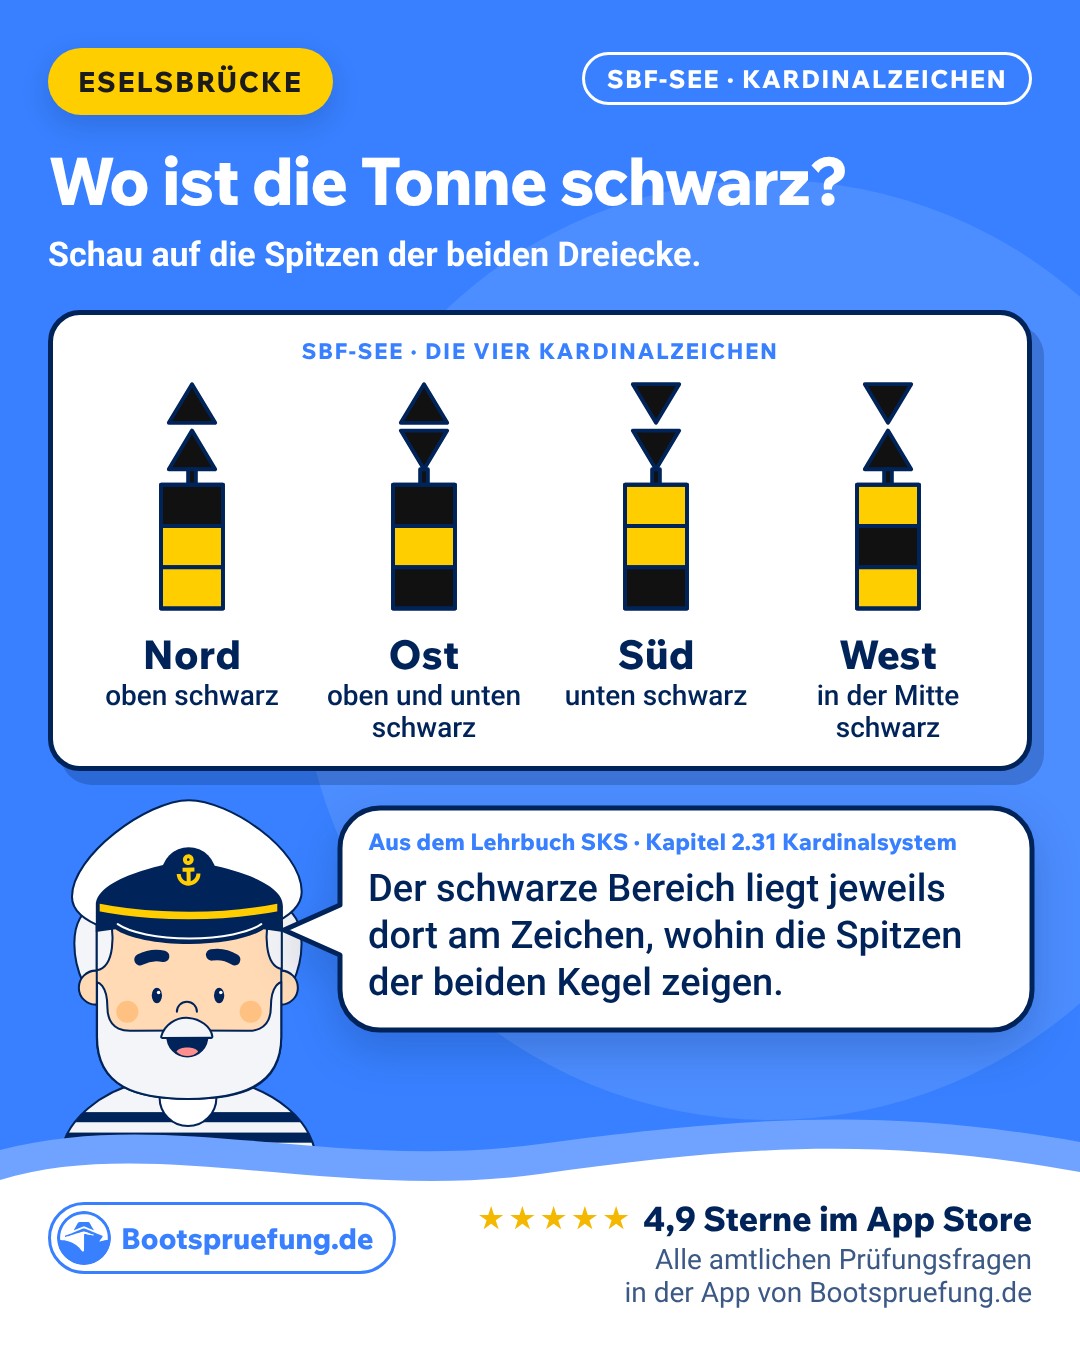 ESELSBRÜCKE
SBF-SEE · KARDINALZEICHEN
Wo ist die Tonne schwarz?
Schau auf die Spitzen der beiden Dreiecke.
SBF-SEE · DIE VIER KARDINALZEICHEN
Nord
oben schwarz
Ost
oben und unten
schwarz
Süd
unten schwarz
West
in der Mitte
schwarz
Aus dem Lehrbuch SKS · Kapitel 2.31 Kardinalsystem
Der schwarze Bereich liegt jeweils
dort am Zeichen, wohin die Spitzen
der beiden Kegel zeigen.
Bootspruefung.de
★★★★★ 4,9 Sterne im App Store
Alle amtlichen Prüfungsfragen
in der App von Bootspruefung.de